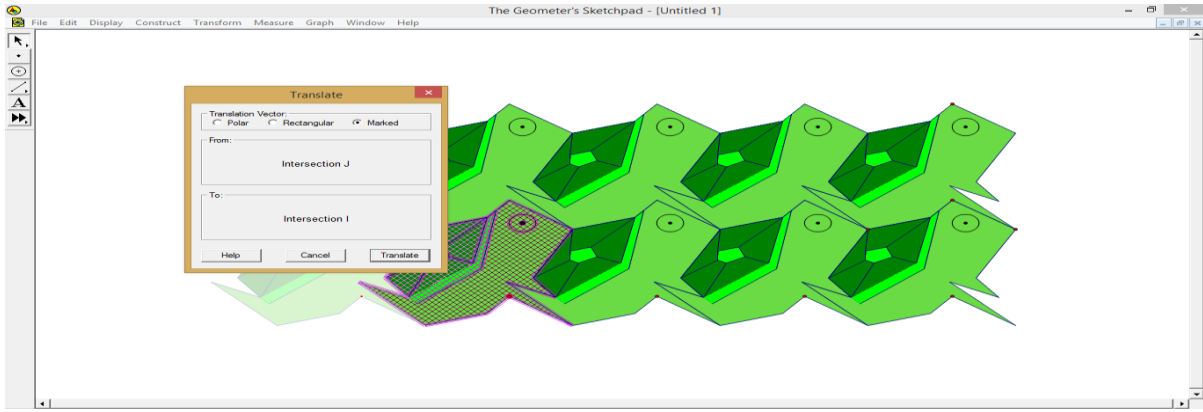 The Geometer's Sketchpad - [Untitled 1]
File Edit Display Construct Transform Measure Graph Window Help
A
Translate
Translation Vector:
Polar Rectangular Marked
From:
Intersection J
To:
Intersection I
Help Cancel Translate